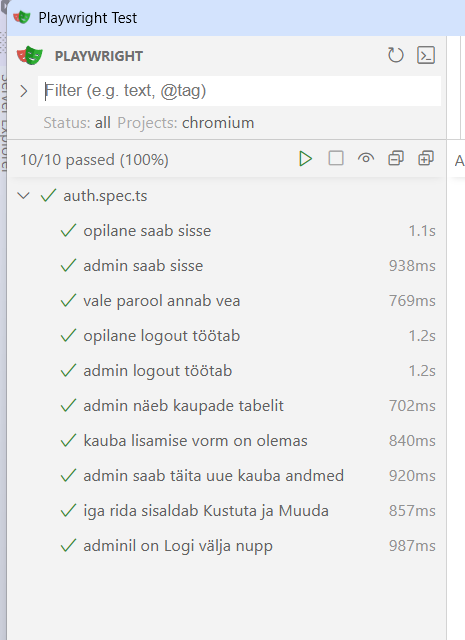 Playwright Test
PLAYWRIGHT
Filter (e.g. text, @tag)
Status: all Projects: chromium
10/10 passed (100%)
auth.spec.ts
opilane saab sisse 1.1s
admin saab sisse 938ms
vale parool annab vea 769ms
opilane logout töötab 1.2s
admin logout töötab 1.2s
admin näeb kaupade tabelit 702ms
kauba lisamise vorm on olemas 840ms
admin saab täita uue kauba andmed 920ms
iga rida sisaldab Kustuta ja Muuda 857ms
adminil on Logi välja nupp 987ms
Server Explorer